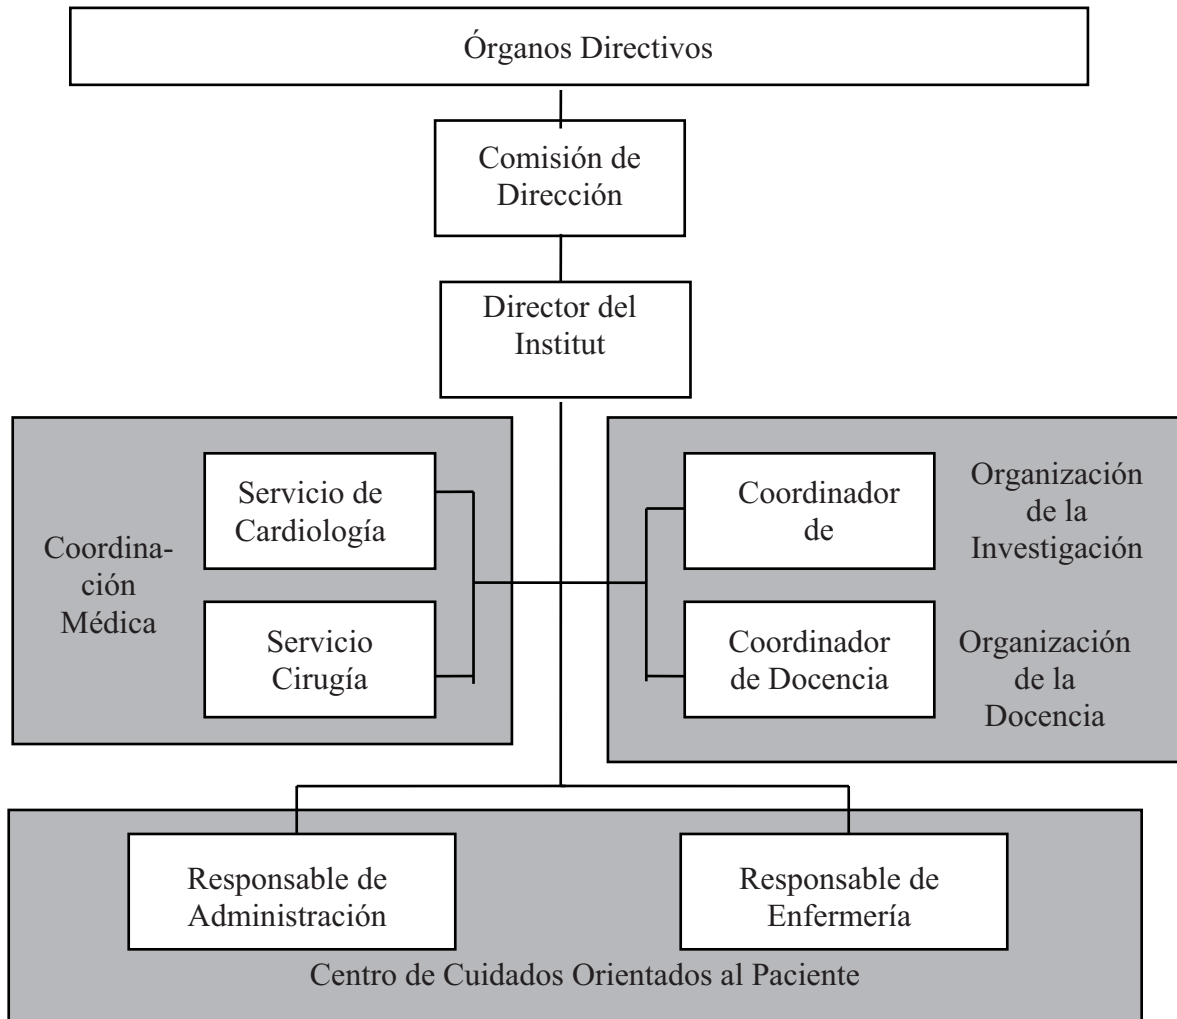 Órganos Directivos
Comisión de
Dirección
Director del
Institut
Coordina-
ción
Médica
Servicio de
Cardiología
Servicio
Cirugía
Coordinador
de
Organización
de la
Investigación
Coordinador
de Docencia
Organización
de la
Docencia
Responsable de
Administración
Responsable de
Enfermería
Centro de Cuidados Orientados al Paciente